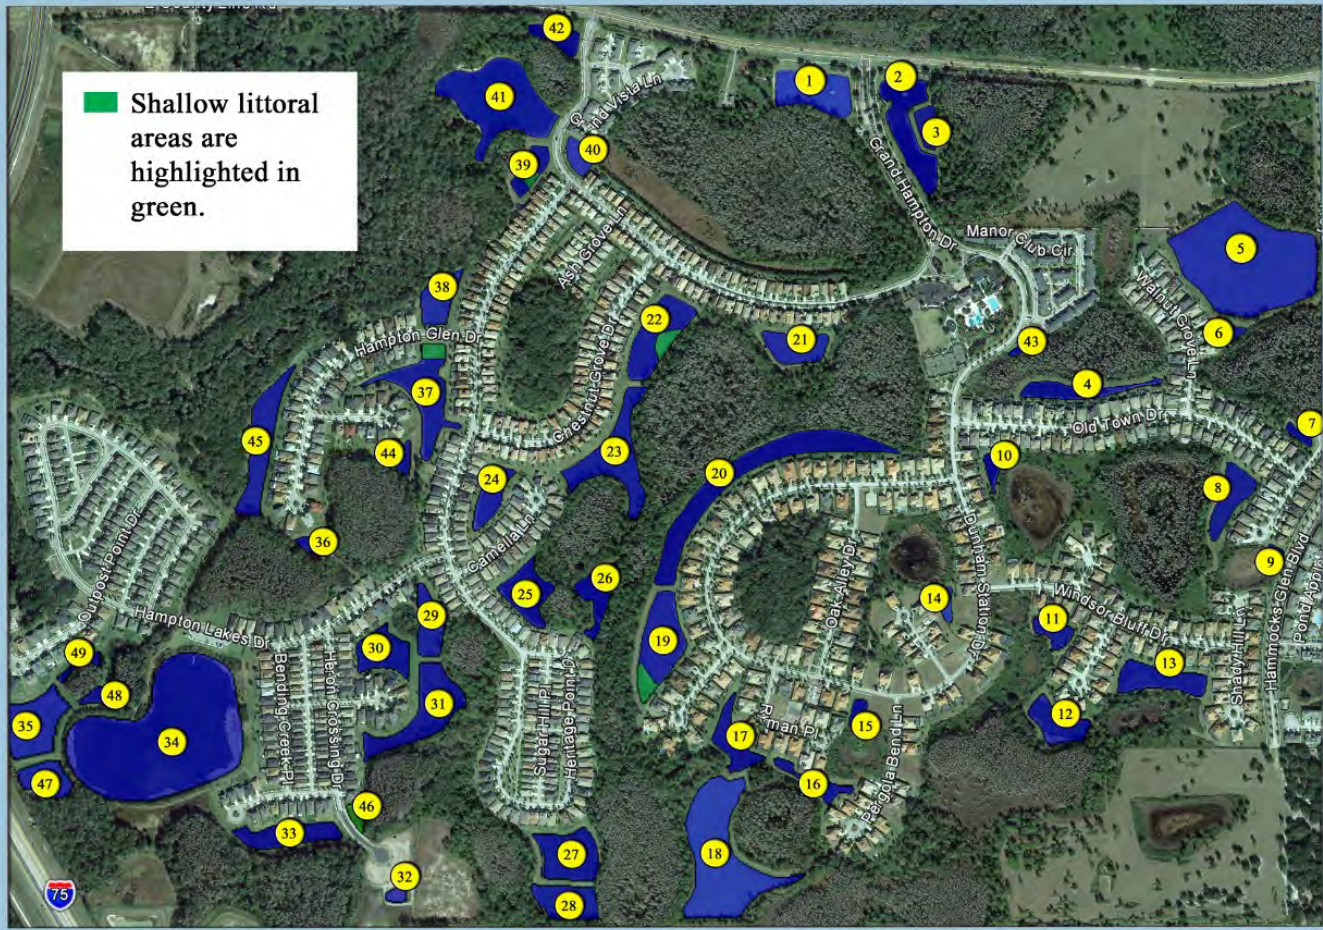 E County Line Rd
Shallow littoral
areas are
highlighted in
green.
42
41
1
2
3
Grand Vista Ln
39
40
Grand Hampton Dr
Ash Grove Ln
Manor Club Cir
5
Walnut Grove Ln
38
22
Hampton Glen Dr
21
43
6
37
Chestnut Grove Dr
4
45
44
23
20
Old Town Dr
7
10
24
8
36
Camella Ln
Outpost Point Dr
Oak Alley Dr
Dunham Station Dr
9
Hammocks Glen Blvd
25
26
14
Windsor Bluff Dr
Hampton Lakes Dr
29
11
Shady Hill Ln
49
30
19
13
48
Bending Creek Pl
Heron Crossing Dr
31
Sugar Hill Pl
Heritage Point Dr
12
35
34
17
15
Pergola Bend Ln
47
16
46
33
27
18
32
28
75